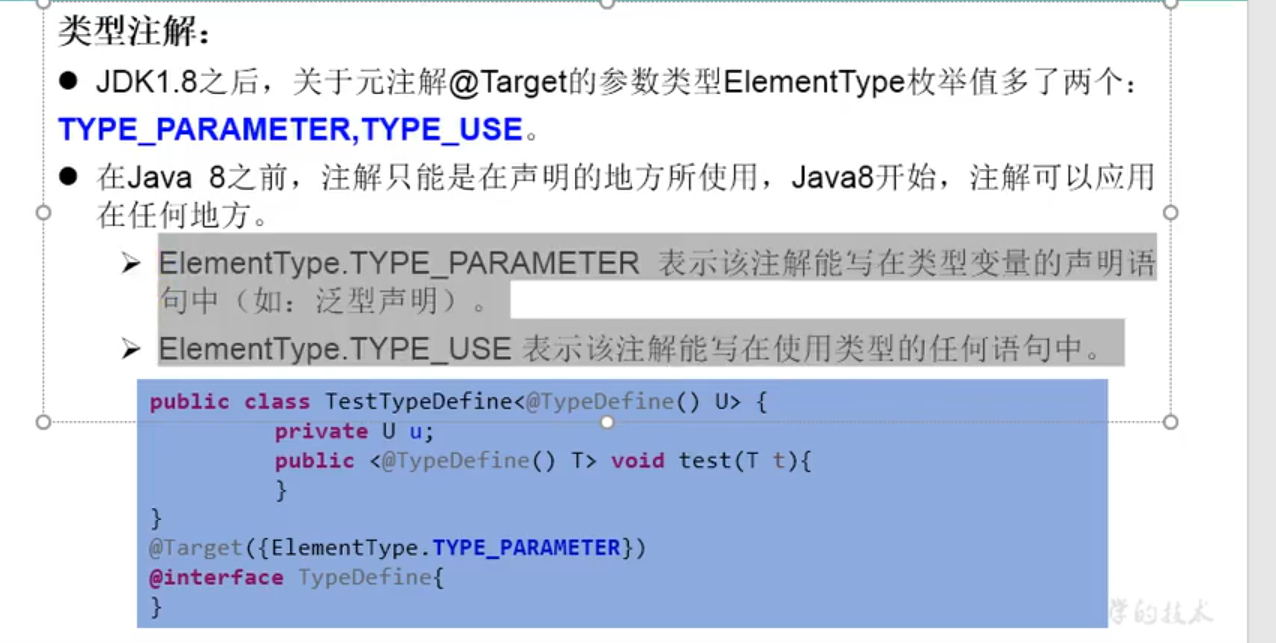 类型注解：
● JDK1.8之后，关于元注解@Target的参数类型ElementType枚举值多了两个：
TYPE_PARAMETER,TYPE_USE。
● 在Java 8之前，注解只能是在声明的地方所使用，Java8开始，注解可以应用
在任何地方。
➢ ElementType.TYPE_PARAMETER 表示该注解能写在类型变量的声明语
句中（如：泛型声明）。
➢ ElementType.TYPE_USE 表示该注解能写在使用类型的任何语句中。
public class TestTypeDefine<@TypeDefine() U> {
private U u;
public <@TypeDefine() T> void test(T t){
}
}
@Target({ElementType.TYPE_PARAMETER})
@interface TypeDefine{
}
学的技术